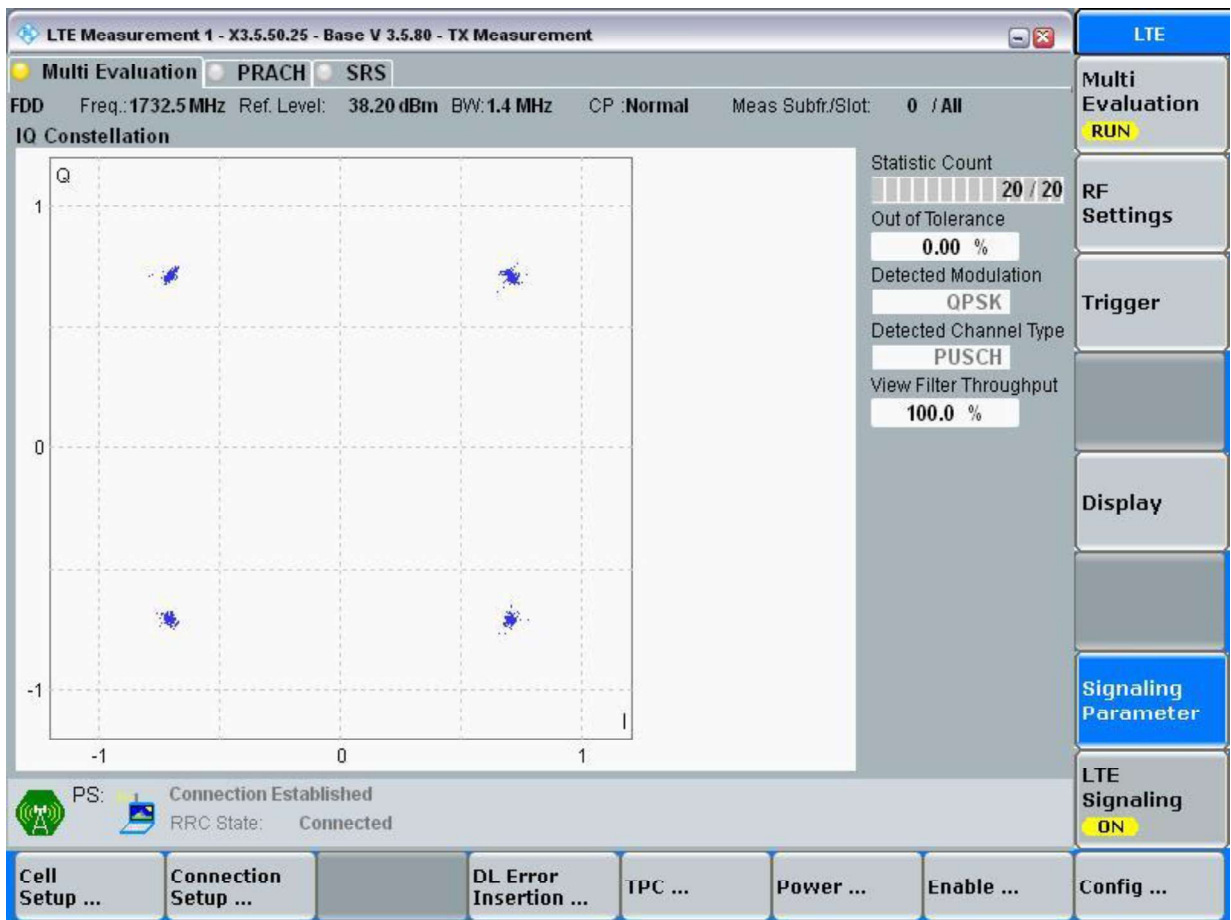 LTE Measurement 1 - X3.5.50.25 - Base V 3.5.80 - TX Measurement
LTE
Multi Evaluation PRACH SRS
FDD Freq.: 1732.5 MHz Ref. Level: 38.20 dBm BW: 1.4 MHz CP : Normal Meas Subfr./Slot: 0 / All
IQ Constellation
Q
1
0
-1
I
-1 0 1
Statistic Count
20 / 20
Out of Tolerance
0.00 %
Detected Modulation
QPSK
Detected Channel Type
PUSCH
View Filter Throughput
100.0 %
Multi
Evaluation
RUN
RF
Settings
Trigger
Display
Signaling
Parameter
LTE
Signaling
ON
PS: Connection Established
RRC State: Connected
Cell
Setup ...
Connection
Setup ...
DL Error
Insertion ...
TPC ...
Power ...
Enable ...
Config ...